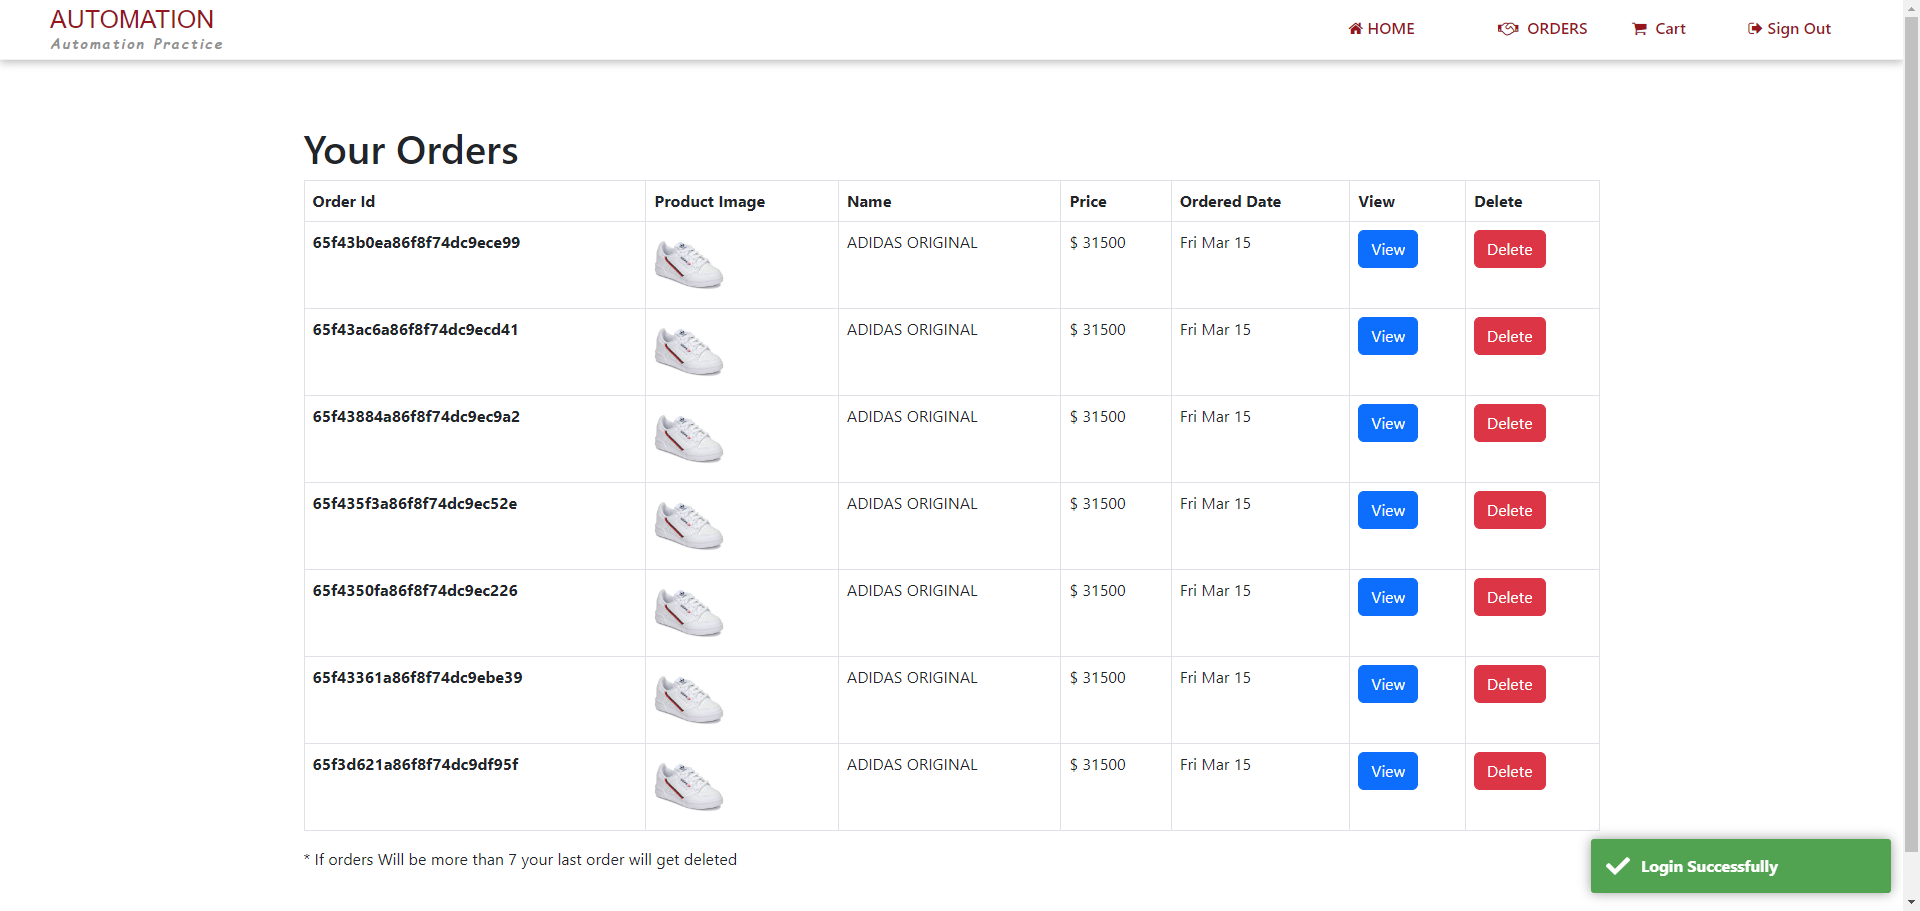 AUTOMATION
Automation Practice
HOME
ORDERS
Cart
Sign Out
Your Orders
Order Id Product Image Name Price Ordered Date View Delete
65f43b0ea86f8f74dc9ece99 ADIDAS ORIGINAL $ 31500 Fri Mar 15 View Delete
65f43ac6a86f8f74dc9ecd41 ADIDAS ORIGINAL $ 31500 Fri Mar 15 View Delete
65f43884a86f8f74dc9ec9a2 ADIDAS ORIGINAL $ 31500 Fri Mar 15 View Delete
65f435f3a86f8f74dc9ec52e ADIDAS ORIGINAL $ 31500 Fri Mar 15 View Delete
65f4350fa86f8f74dc9ec226 ADIDAS ORIGINAL $ 31500 Fri Mar 15 View Delete
65f43361a86f8f74dc9ebe39 ADIDAS ORIGINAL $ 31500 Fri Mar 15 View Delete
65f3d621a86f8f74dc9df95f ADIDAS ORIGINAL $ 31500 Fri Mar 15 View Delete
* If orders Will be more than 7 your last order will get deleted
Login Successfully